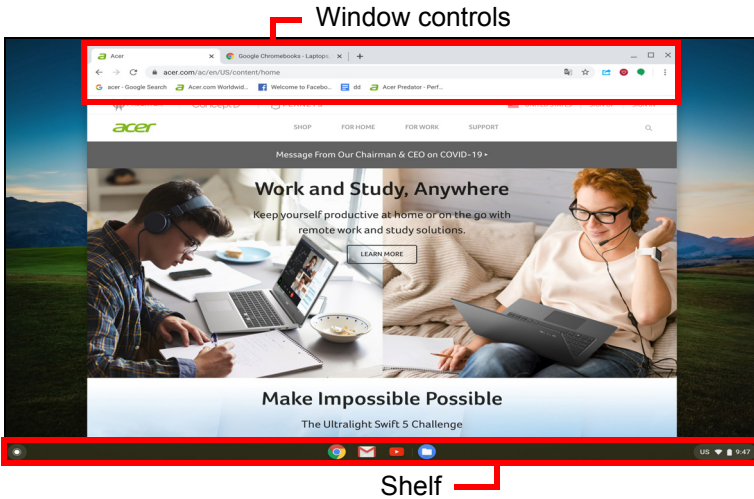 Window controls
Acer
Google Chromebooks - Laptops,
acer.com/ac/en/US/content/home
acer - Google Search
Acer.com Worldwid...
Welcome to Facebo...
dd
Acer Predator - Perf...
acer
SHOP
FOR HOME
FOR WORK
SUPPORT
Message From Our Chairman & CEO on COVID-19
Work and Study, Anywhere
Keep yourself productive at home or on the go with
remote work and study solutions.
LEARN MORE
Make Impossible Possible
The Ultralight Swift 5 Challenge
US
9:47
Shelf